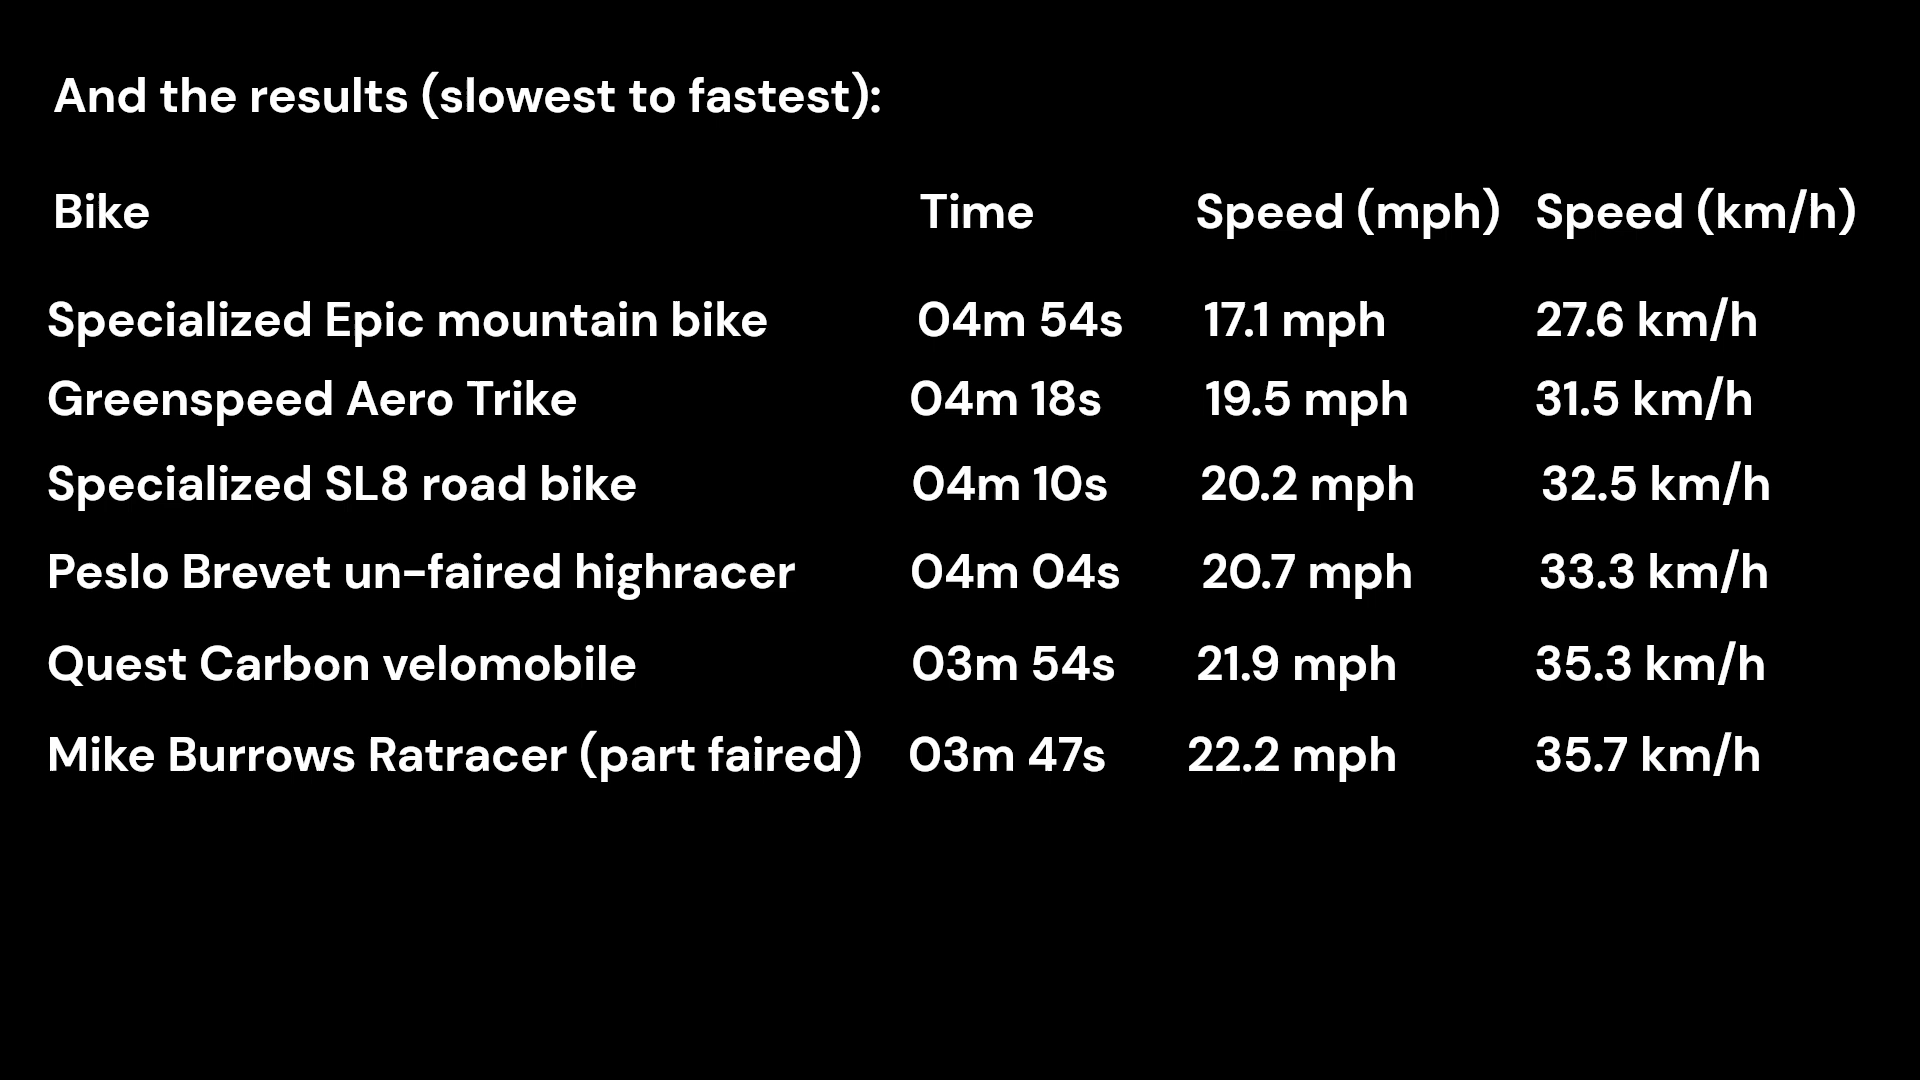 And the results (slowest to fastest):
Bike Time Speed (mph) Speed (km/h)
Specialized Epic mountain bike 04m 54s 17.1 mph 27.6 km/h
Greenspeed Aero Trike 04m 18s 19.5 mph 31.5 km/h
Specialized SL8 road bike 04m 10s 20.2 mph 32.5 km/h
Peslo Brevet un-faired highracer 04m 04s 20.7 mph 33.3 km/h
Quest Carbon velomobile 03m 54s 21.9 mph 35.3 km/h
Mike Burrows Ratracer (part faired) 03m 47s 22.2 mph 35.7 km/h